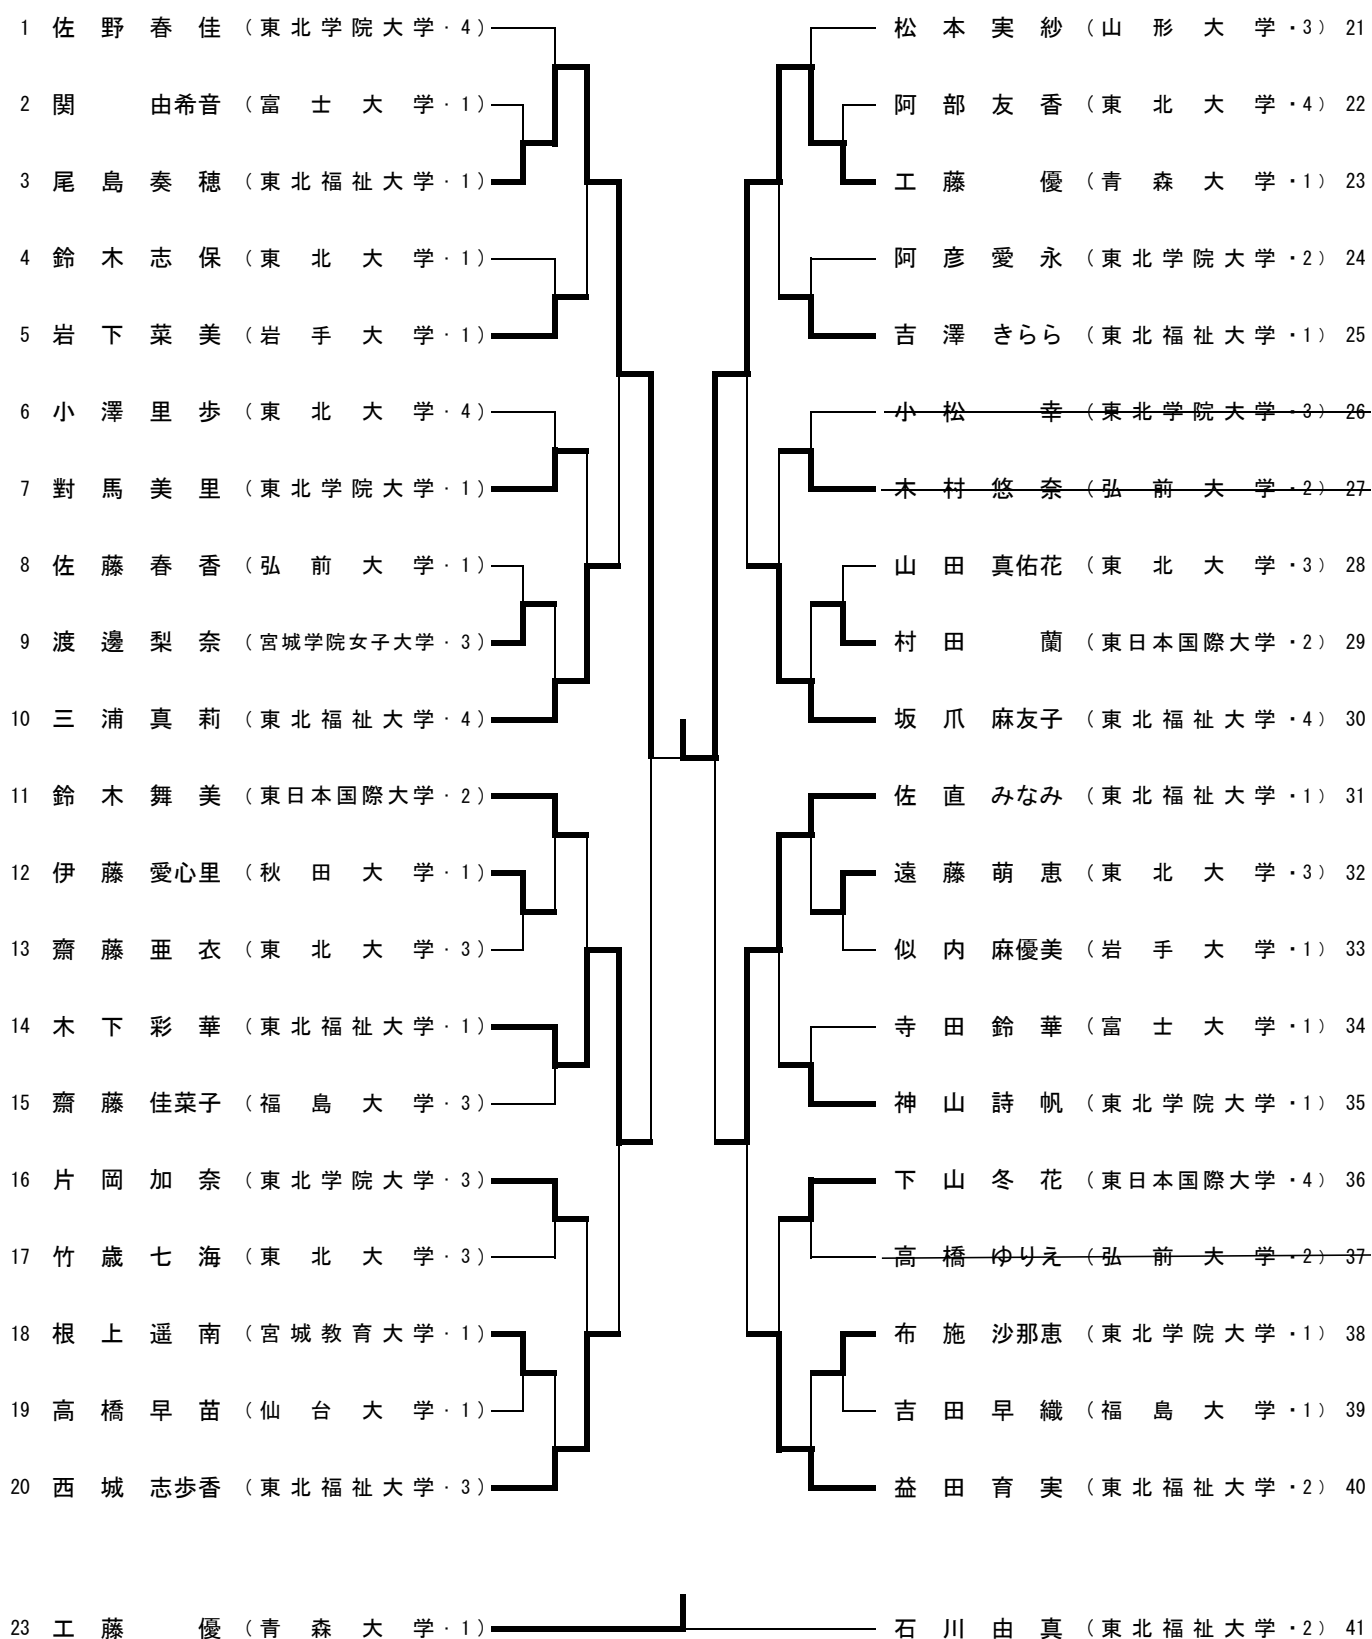 1 佐野春佳 （東北学院大学・4）
2 関 由希音 （富士大学・1）
3 尾島奏穂 （東北福祉大学・1）
4 鈴木志保 （東北大学・1）
5 岩下菜美 （岩手大学・1）
6 小澤里歩 （東北大学・4）
7 對馬美里 （東北学院大学・1）
8 佐藤春香 （弘前大学・1）
9 渡邊梨奈 （宮城学院女子大学・3）
10 三浦真莉 （東北福祉大学・4）
11 鈴木舞美 （東日本国際大学・2）
12 伊藤愛心里 （秋田大学・1）
13 齋藤亜衣 （東北大学・3）
14 木下彩華 （東北福祉大学・1）
15 齋藤佳菜子 （福島大学・3）
16 片岡加奈 （東北学院大学・3）
17 竹歳七海 （東北大学・3）
18 根上遥南 （宮城教育大学・1）
19 高橋早苗 （仙台大学・1）
20 西城志歩香 （東北福祉大学・3）
松本実紗 （山形大学・3） 21
阿部友香 （東北大学・4） 22
工藤 優 （青森大学・1） 23
阿彦愛永 （東北学院大学・2） 24
吉澤きらら （東北福祉大学・1） 25
小松 幸 （東北学院大学・3） 26
木村悠奈 （弘前大学・2） 27
山田真佑花 （東北大学・3） 28
村田 蘭 （東日本国際大学・2） 29
坂爪麻友子 （東北福祉大学・4） 30
佐直みなみ （東北福祉大学・1） 31
遠藤萌恵 （東北大学・3） 32
似内麻優美 （岩手大学・1） 33
寺田鈴華 （富士大学・1） 34
神山詩帆 （東北学院大学・1） 35
下山冬花 （東日本国際大学・4） 36
高橋ゆりえ （弘前大学・2） 37
布施沙那恵 （東北学院大学・1） 38
吉田早織 （福島大学・1） 39
益田育実 （東北福祉大学・2） 40
23 工藤 優 （青森大学・1）
石川由真 （東北福祉大学・2） 41